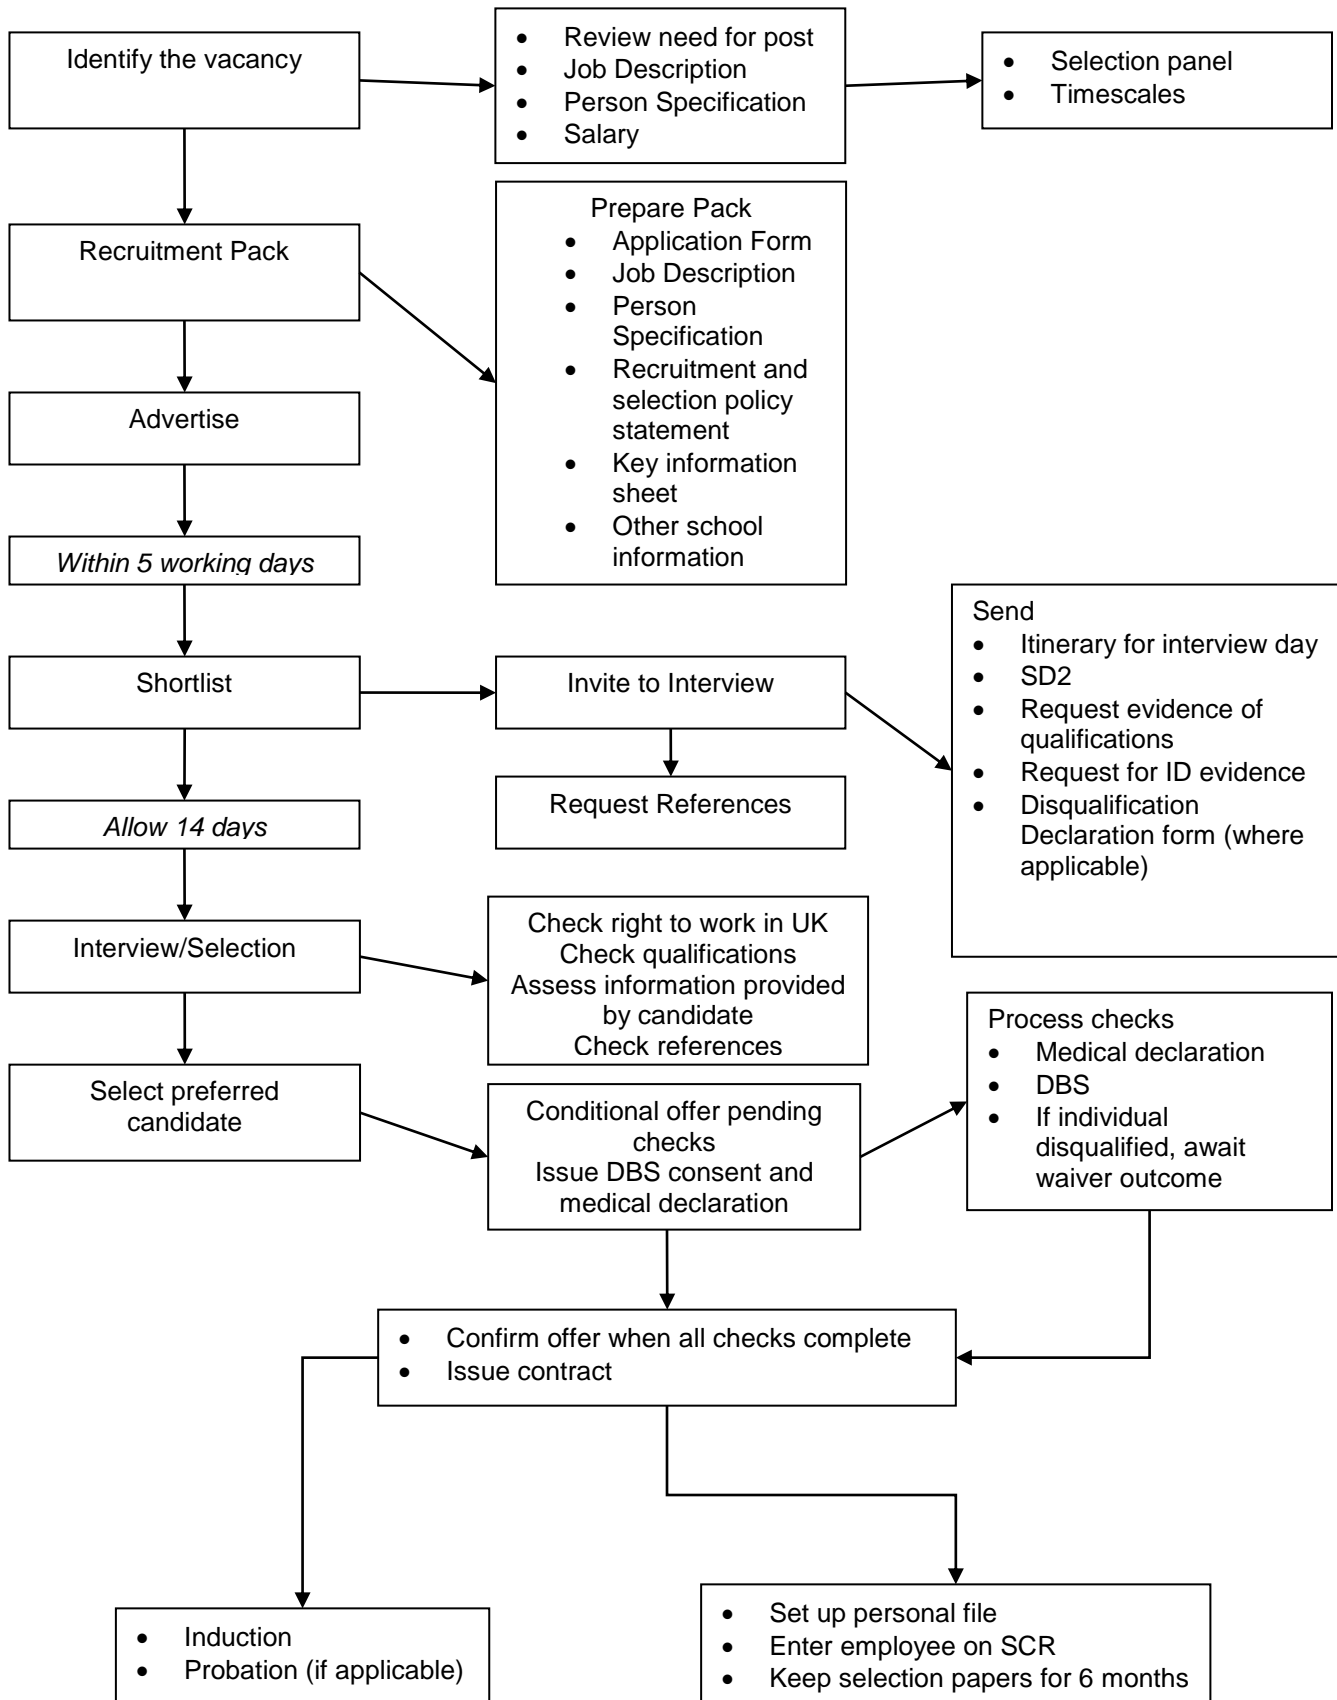 Identify the vacancy
• Review need for post
• Job Description
• Person Specification
• Salary
• Selection panel
• Timescales
Recruitment Pack
Prepare Pack
• Application Form
• Job Description
• Person
Specification
• Recruitment and
selection policy
statement
• Key information
sheet
• Other school
information
Advertise
Within 5 working days
Shortlist
Invite to Interview
Send
• Itinerary for interview day
• SD2
• Request evidence of
qualifications
• Request for ID evidence
• Disqualification
Declaration form (where
applicable)
Request References
Allow 14 days
Interview/Selection
Check right to work in UK
Check qualifications
Assess information provided
by candidate
Check references
Select preferred
candidate
Conditional offer pending
checks
Issue DBS consent and
medical declaration
Process checks
• Medical declaration
• DBS
• If individual
disqualified, await
waiver outcome
• Confirm offer when all checks complete
• Issue contract
• Induction
• Probation (if applicable)
• Set up personal file
• Enter employee on SCR
• Keep selection papers for 6 months